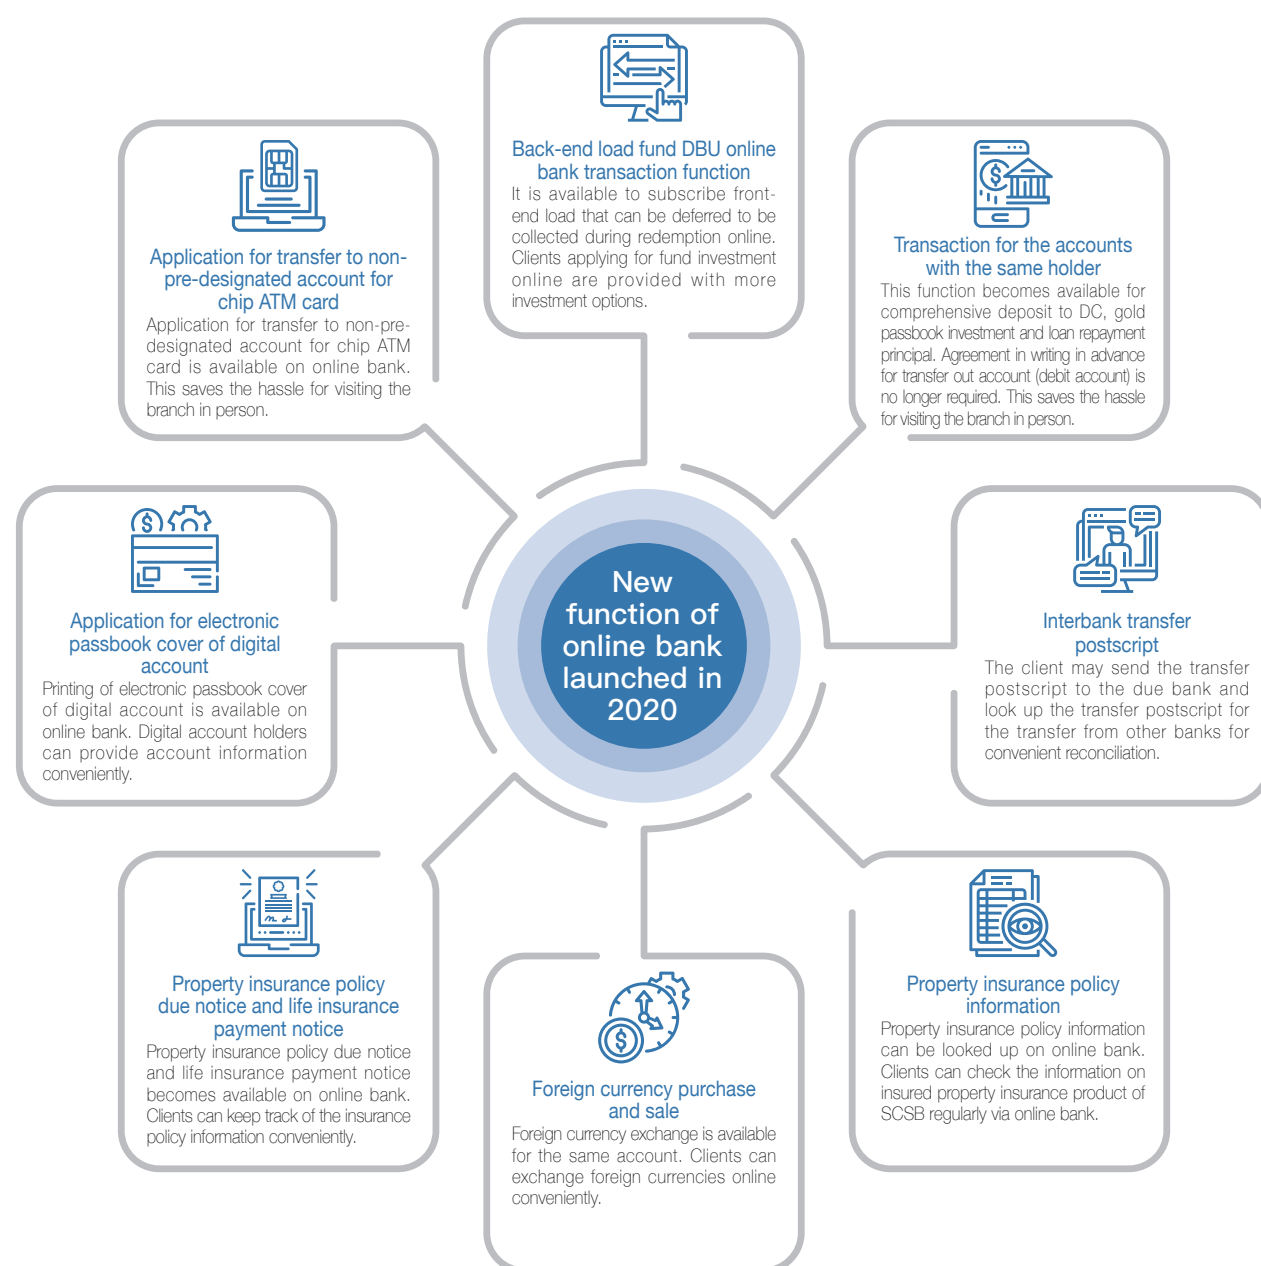 Back-end load fund DBU online
bank transaction function
It is available to subscribe front-
end load that can be deferred to be
collected during redemption online.
Clients applying for fund investment
online are provided with more
investment options.
Application for transfer to non-
pre-designated account for
chip ATM card
Application for transfer to non-pre-
designated account for chip ATM
card is available on online bank.
This saves the hassle for visiting the
branch in person.
Transaction for the accounts
with the same holder
This function becomes available for
comprehensive deposit to DC, gold
passbook investment and loan repayment
principal. Agreement in writing in advance
for transfer out account (debit account) is
no longer required. This saves the hassle
for visiting the branch in person.
Application for electronic
passbook cover of digital
account
Printing of electronic passbook cover
of digital account is available on
online bank. Digital account holders
can provide account information
conveniently.
New
function of
online bank
launched in
2020
Interbank transfer
postscript
The client may send the transfer
postscript to the due bank and
look up the transfer postscript for
the transfer from other banks for
convenient reconciliation.
Property insurance policy
due notice and life insurance
payment notice
Property insurance policy due notice
and life insurance payment notice
becomes available on online bank.
Clients can keep track of the insurance
policy information conveniently.
Foreign currency purchase
and sale
Foreign currency exchange is available
for the same account. Clients can
exchange foreign currencies online
conveniently.
Property insurance policy
information
Property insurance policy information
can be looked up on online bank.
Clients can check the information on
insured property insurance product of
SCSB regularly via online bank.